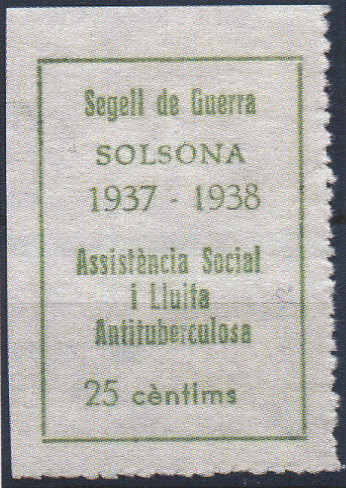 Segell de Guerra
SOLSONA
1937 - 1938
Assistència Social
i Lluita
Antituberculosa
25 cèntims